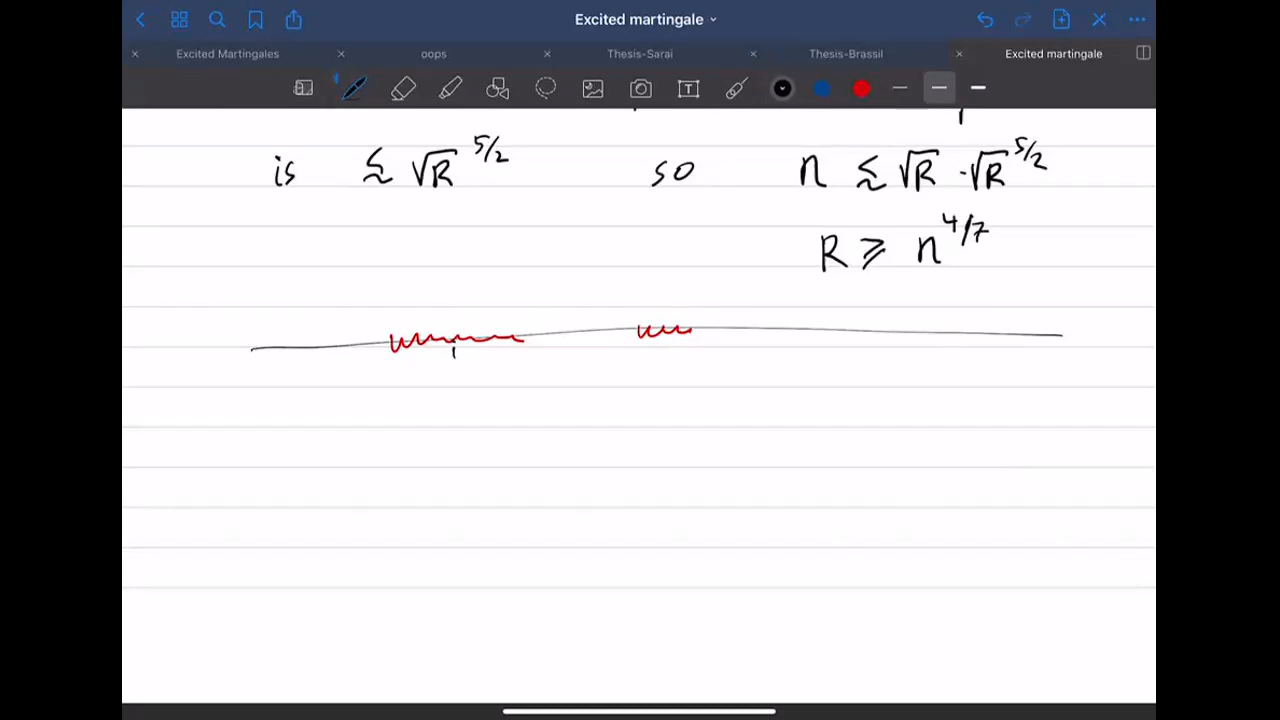 Excited martingale
Excited Martingales oops Thesis-Sarai Thesis-Brassil Excited martingale
T
is ≲ √R^{5/2} so n ≲ √R · √R^{5/2}
R ≥ n^{4/7}